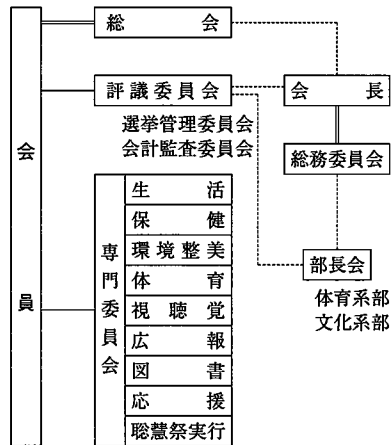 会員
総会
評議委員会
選挙管理委員会
会計監査委員会
会長
総務委員会
部長会
体育系部
文化系部
専門委員会
生活
保健
環境整美
体育
視聴覚
広報
図書
応援
聡慧祭実行